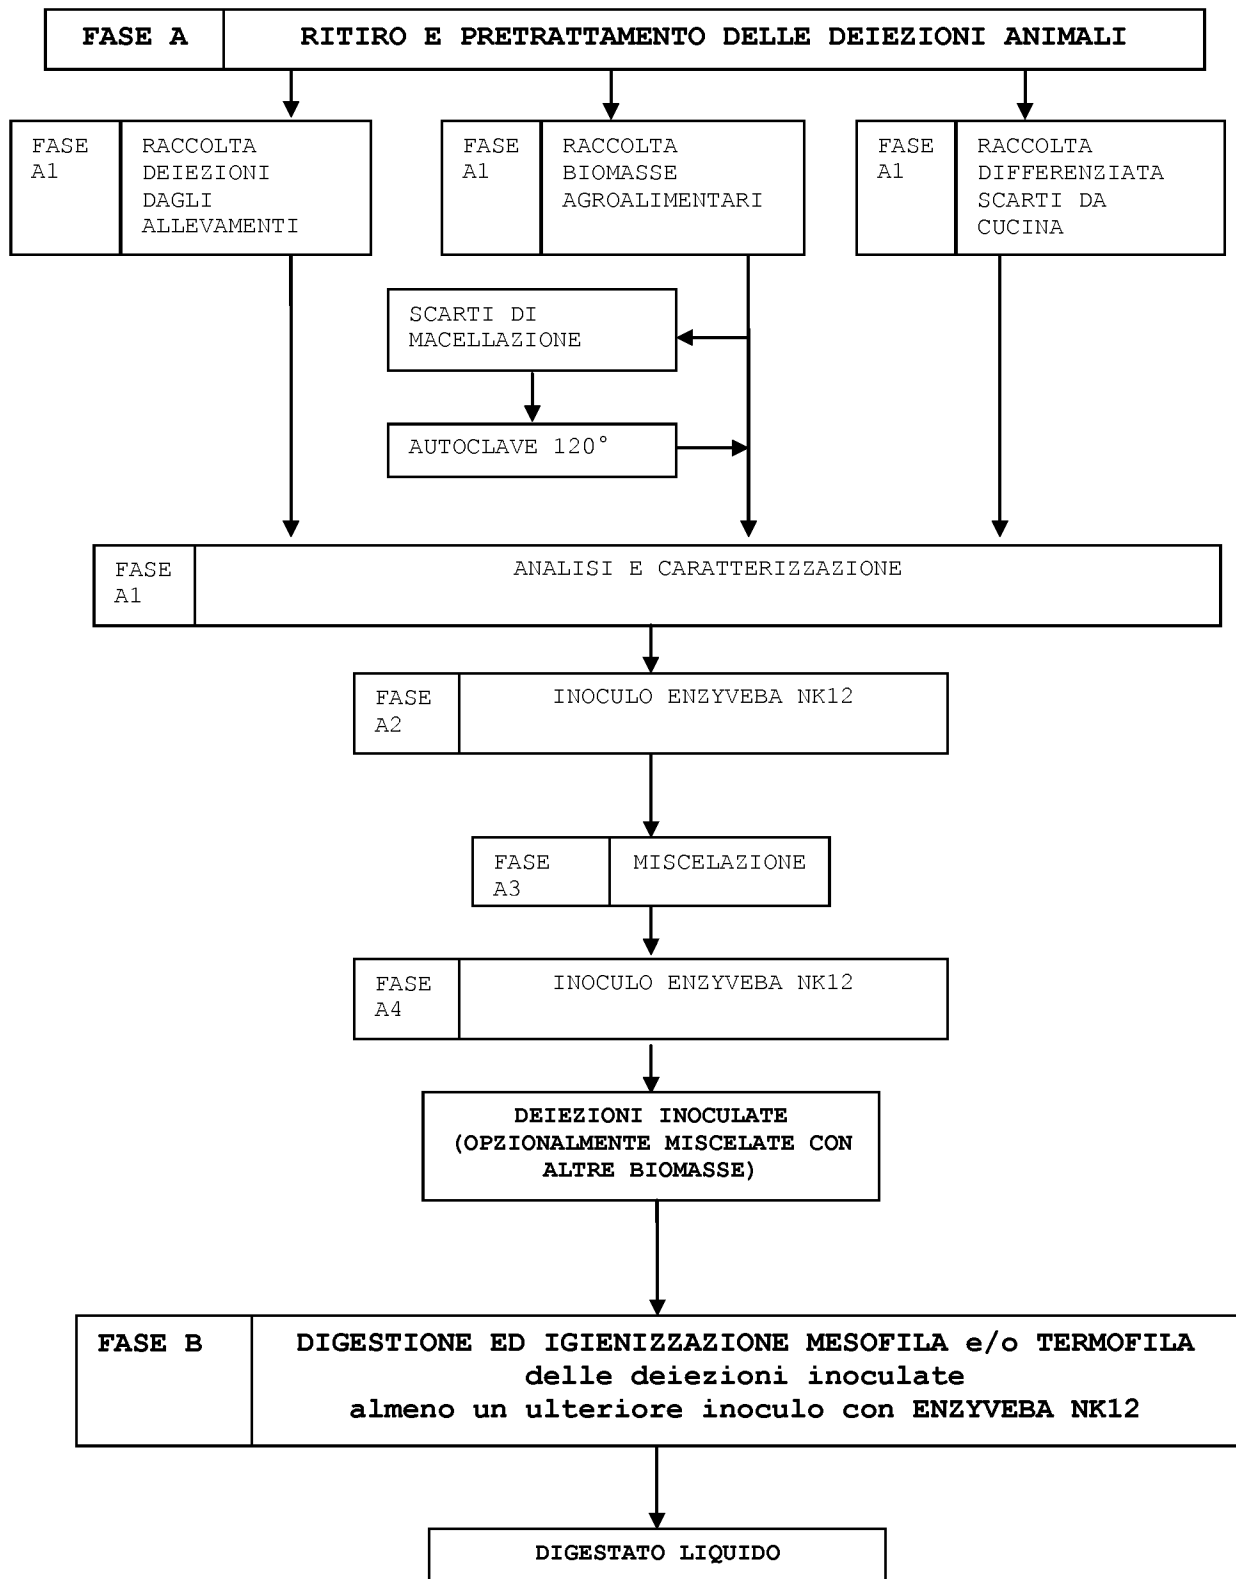 FASE A RITIRO E PRETRATTAMENTO DELLE DEIEZIONI ANIMALI
FASE
A1
RACCOLTA
DEIEZIONI
DAGLI
ALLEVAMENTI
FASE
A1
RACCOLTA
BIOMASSE
AGROALIMENTARI
FASE
A1
RACCOLTA
DIFFERENZIATA
SCARTI DA
CUCINA
SCARTI DI
MACELLAZIONE
AUTOCLAVE 120°
FASE
A1
ANALISI E CARATTERIZZAZIONE
FASE
A2
INOCULO ENZYVEBA NK12
FASE
A3
MISCELAZIONE
FASE
A4
INOCULO ENZYVEBA NK12
DEIEZIONI INOCULATE
(OPZIONALMENTE MISCELATE CON
ALTRE BIOMASSE)
FASE B
DIGESTIONE ED IGIENIZZAZIONE MESOFILA e/o TERMOFILA
delle deiezioni inoculate
almeno un ulteriore inoculo con ENZYVEBA NK12
DIGESTATO LIQUIDO